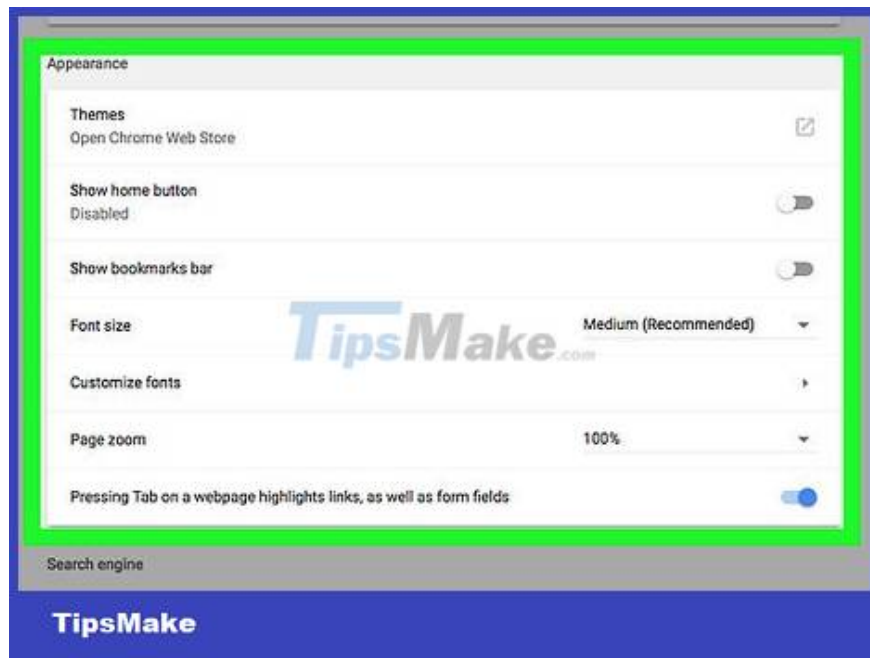 Appearance
Themes
Open Chrome Web Store
Show home button
Disabled
Show bookmarks bar
Font size
Medium (Recommended)
TipsMake.com
Customize fonts
Page zoom
100%
Pressing Tab on a webpage highlights links, as well as form fields
Search engine
TipsMake